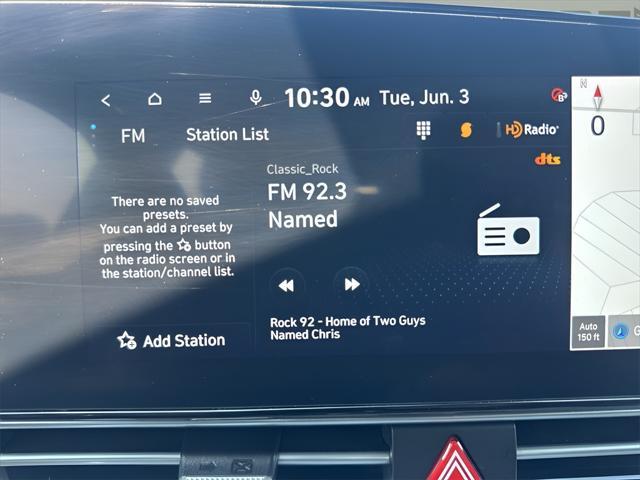 10:30 AM Tue, Jun. 3
FM Station List
HD Radio
dts
N
0
Classic_Rock
FM 92.3
Named
There are no saved
presets.
You can add a preset by
pressing the button
on the radio screen or in
the station/channel list.
Rock 92 - Home of Two Guys
Named Chris
Add Station
Auto
150 ft
G